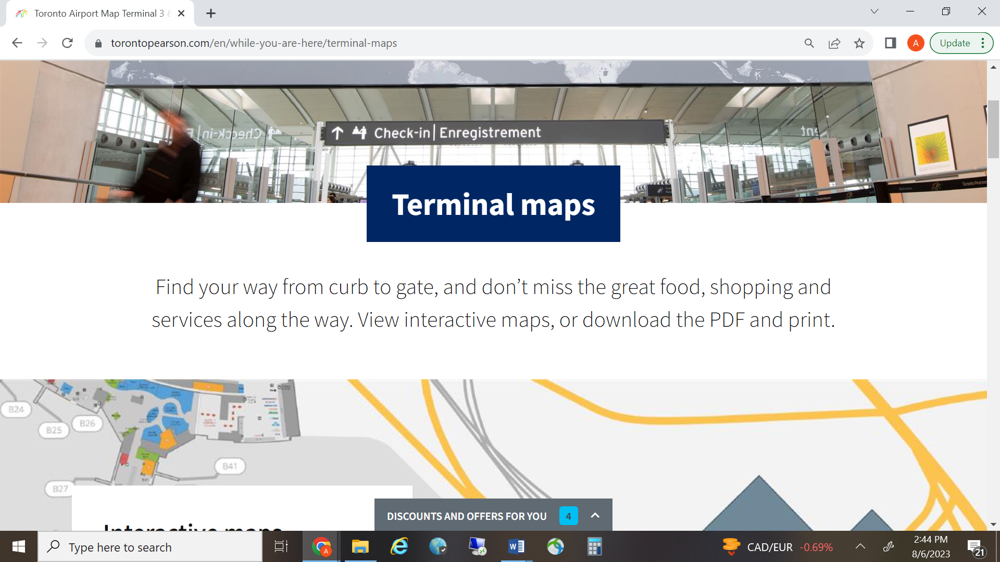 Toronto Airport Map Terminal 3 &
torontopearson.com/en/while-you-are-here/terminal-maps
A
Update
Check-in | Enregistrement
Terminal maps
Find your way from curb to gate, and don’t miss the great food, shopping and
services along the way. View interactive maps, or download the PDF and print.
B24
B25
B26
B41
B27
Interactive maps
DISCOUNTS AND OFFERS FOR YOU 4
Type here to search
CAD/EUR -0.69%
2:44 PM
8/6/2023
21